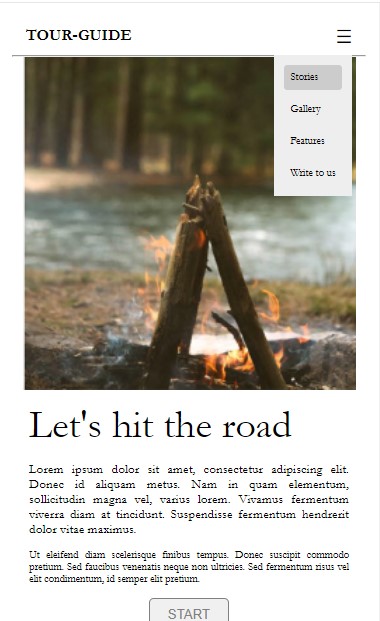 TOUR-GUIDE
Stories
Gallery
Features
Write to us
Let's hit the road
Lorem ipsum dolor sit amet, consectetur adipiscing elit.
Donec id aliquam metus. Nam in quam elementum,
sollicitudin magna vel, varius lorem. Vivamus fermentum
viverra diam at tincidunt. Suspendisse fermentum hendrerit
dolor vitae maximus.
Ut eleifend diam scelerisque finibus tempus. Donec suscipit commodo
pretium. Sed faucibus venenatis neque non ultricies. Sed fermentum risus vel
elit condimentum, id semper elit pretium.
START